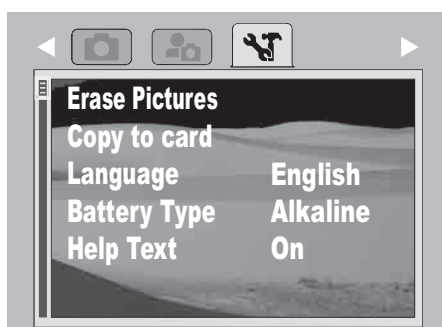 Erase Pictures
Copy to card
Language English
Battery Type Alkaline
Help Text On